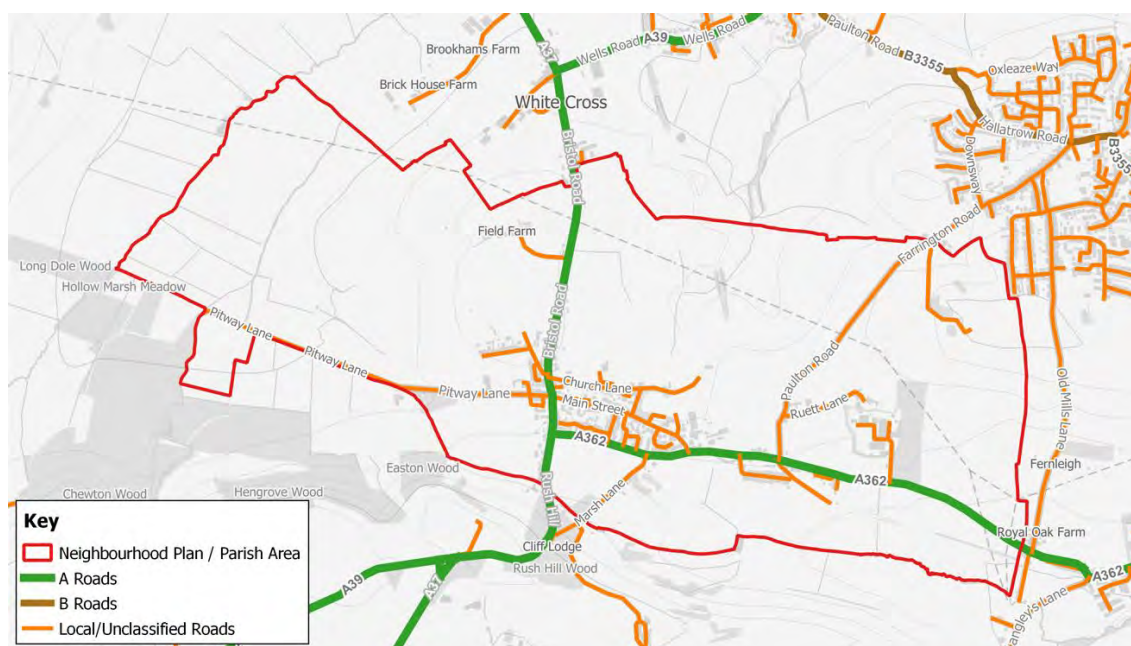 Paulton Road
B3355
Oxleaze Way
Hallatrow Road
B3355
Downsway
Brookhams Farm
A37
Wells Road
A39
Wells Road
Brick House Farm
White Cross
Bristol Road
Field Farm
Farrington Road
Long Dole Wood
Hollow Marsh Meadow
Pitway Lane
Pitway Lane
Pitway Lane
Bristol Road
Church Lane
Main Street
Paulton Road
Ruett Lane
Old Mills Lane
A362
A362
Fernleigh
Easton Wood
Rush Hill
Marsh Lane
Chewton Wood
Hengrove Wood
Royal Oak Farm
Cliff Lodge
Rush Hill Wood
A39
A37
A362
Key
Neighbourhood Plan / Parish Area
A Roads
B Roads
Local/Unclassified Roads